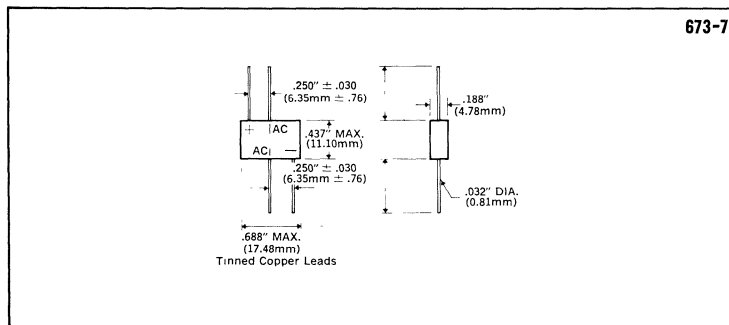 673-7
.250" ± .030
(6.35mm ± .76)
.188"
(4.78mm)
+ AC
.437" MAX.
(11.10mm)
AC −
.250" ± .030
(6.35mm ± .76)
.032" DIA.
(0.81mm)
.688" MAX.
(17.48mm)
Tinned Copper Leads